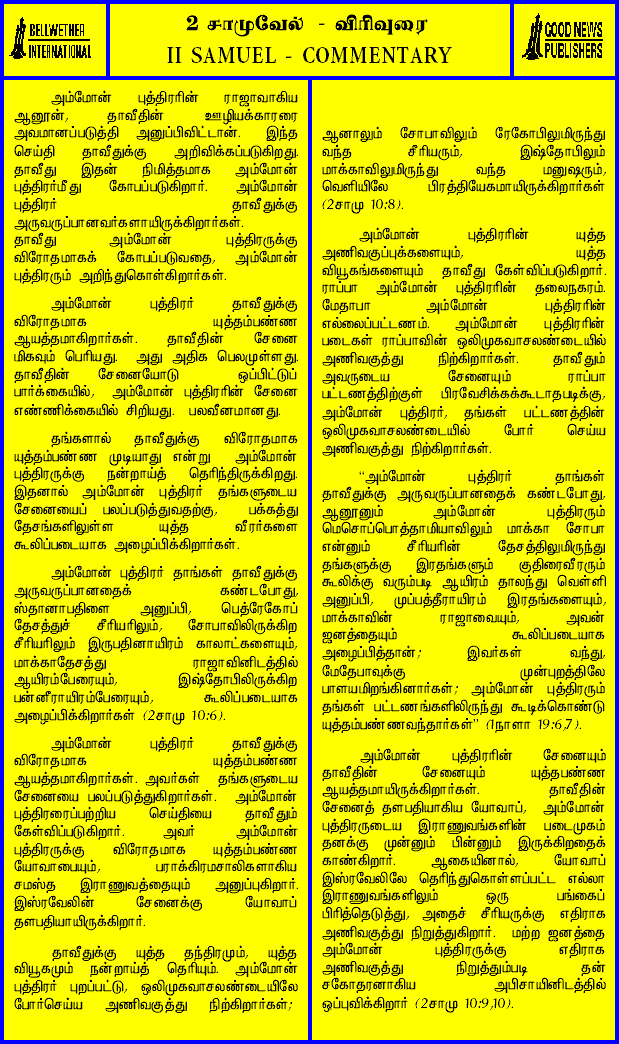 BELLWETHER
INTERNATIONAL
2 சாமுவேல் - விரிவுரை
II SAMUEL - COMMENTARY
GOOD NEWS
PUBLISHERS
அம்மோன் புத்திரரின் ராஜாவாகிய
ஆனூன், தாவீதின் ஊழியக்காரரை
அவமானப்படுத்தி அனுப்பிவிட்டான். இந்த
செய்தி தாவீதுக்கு அறிவிக்கப்படுகிறது.
தாவீது இதன் நிமித்தமாக அம்மோன்
புத்திரர்மீது கோபப்படுகிறார். அம்மோன்
புத்திரர் தாவீதுக்கு
அருவருப்பானவர்களாயிருக்கிறார்கள்.
தாவீது அம்மோன் புத்திரருக்கு
விரோதமாகக் கோபப்படுவதை, அம்மோன்
புத்திரரும் அறிந்துகொள்கிறார்கள்.
அம்மோன் புத்திரர் தாவீதுக்கு
விரோதமாக யுத்தம்பண்ண
ஆயத்தமாகிறார்கள். தாவீதின் சேனை
மிகவும் பெரியது. அது அதிக பெலமுள்ளது.
தாவீதின் சேனையோடு ஒப்பிட்டுப்
பார்க்கையில், அம்மோன் புத்திரரின் சேனை
எண்ணிக்கையில் சிறியது. பலவீனமானது.
தங்களால் தாவீதுக்கு விரோதமாக
யுத்தம்பண்ண முடியாது என்று அம்மோன்
புத்திரருக்கு நன்றாய்த் தெரிந்திருக்கிறது.
இதனால் அம்மோன் புத்திரர் தங்களுடைய
சேனையைப் பலப்படுத்துவதற்கு, பக்கத்து
தேசங்களிலுள்ள யுத்த வீரர்களை
கூலிப்படையாக அழைப்பிக்கிறார்கள்.
அம்மோன் புத்திரர் தாங்கள் தாவீதுக்கு
அருவருப்பானதைக் கண்டபோது,
ஸ்தானாபதிளை அனுப்பி, பெத்ரேகோப்
தேசத்துச் சீரியரிலும், சோபாவிலிருக்கிற
சீரியரிலும் இருபதினாயிரம் காலாட்களையும்,
மாக்காதேசத்து ராஜாவினிடத்தில்
ஆயிரம்பேரையும், இஷ்தோபிலிருக்கிற
பன்னீராயிரம்பேரையும், கூலிப்படையாக
அழைப்பிக்கிறார்கள் (2சாமு 10:6).
அம்மோன் புத்திரர் தாவீதுக்கு
விரோதமாக யுத்தம்பண்ண
ஆயத்தமாகிறார்கள். அவர்கள் தங்களுடைய
சேனையை பலப்படுத்துகிறார்கள். அம்மோன்
புத்திரரைப்பற்றிய செய்தியை தாவீதும்
கேள்விப்படுகிறார். அவர் அம்மோன்
புத்திரருக்கு விரோதமாக யுத்தம்பண்ண
யோவாபையும், பராக்கிரமசாலிகளாகிய
சமஸ்த இராணுவத்தையும் அனுப்புகிறார்.
இஸ்ரவேலின் சேனைக்கு யோவாப்
தளபதியாயிருக்கிறார்.
தாவீதுக்கு யுத்த தந்திரமும், யுத்த
வியூகமும் நன்றாய்த் தெரியும். அம்மோன்
புத்திரர் புறப்பட்டு, ஒலிமுகவாசலண்டையிலே
போர்செய்ய அணிவகுத்து நிற்கிறார்கள்;
ஆனாலும் சோபாவிலும் ரேகோபிலுமிருந்து
வந்த சீரியரும், இஷ்தோபிலும்
மாக்காவிலுமிருந்து வந்த மனுஷரும்,
வெளியிலே பிரத்தியேகமாயிருக்கிறார்கள்
(2சாமு 10:8).
அம்மோன் புத்திரரின் யுத்த
அணிவகுப்புக்களையும், யுத்த
வியூகங்களையும் தாவீது கேள்விப்படுகிறார்.
ராப்பா அம்மோன் புத்திரரின் தலைநகரம்.
மேதாபா அம்மோன் புத்திரரின்
எல்லைப்பட்டணம். அம்மோன் புத்திரரின்
படைகள் ராப்பாவின் ஒலிமுகவாசலண்டையில்
அணிவகுத்து நிற்கிறார்கள். தாவீதும்
அவருடைய சேனையும் ராப்பா
பட்டணத்திற்குள் பிரவேசிக்கக்கூடாதபடிக்கு,
அம்மோன் புத்திரர், தங்கள் பட்டணத்தின்
ஒலிமுகவாசலண்டையில் போர் செய்ய
அணிவகுத்து நிற்கிறார்கள்.
“அம்மோன் புத்திரர் தாங்கள்
தாவீதுக்கு அருவருப்பானதைக் கண்டபோது,
ஆனூனும் அம்மோன் புத்திரரும்
மெசொப்பொத்தாமியாவிலும் மாக்கா சோபா
என்னும் சீரியரின் தேசத்திலுமிருந்து
தங்களுக்கு இரதங்களும் குதிரைவீரரும்
கூலிக்கு வரும்படி ஆயிரம் தாலந்து வெள்ளி
அனுப்பி, முப்பத்தீராயிரம் இரதங்களையும்,
மாக்காவின் ராஜாவையும், அவன்
ஜனத்தையும் கூலிப்படையாக
அழைப்பித்தான்; இவர்கள் வந்து,
மேதேபாவுக்கு முன்புறத்திலே
பாளயமிறங்கினார்கள்; அம்மோன் புத்திரரும்
தங்கள் பட்டணங்களிலிருந்து கூடிக்கொண்டு
யுத்தம்பண்ணவந்தார்கள்” (1நாளா 19:6,7).
அம்மோன் புத்திரரின் சேனையும்
தாவீதின் சேனையும் யுத்தபண்ண
ஆயத்தமாயிருக்கிறார்கள். தாவீதின்
சேனைத் தளபதியாகிய யோவாப், அம்மோன்
புத்திரருடைய இராணுவங்களின் படைமுகம்
தனக்கு முன்னும் பின்னும் இருக்கிறதைக்
காண்கிறார். ஆகையினால், யோவாப்
இஸ்ரவேலிலே தெரிந்துகொள்ளப்பட்ட எல்லா
இராணுவங்களிலும் ஒரு பங்கைப்
பிரித்தெடுத்து, அதைச் சீரியருக்கு எதிராக
அணிவகுத்து நிறுத்துகிறார். மற்ற ஜனத்தை
அம்மோன் புத்திரருக்கு எதிராக
அணிவகுத்து நிறுத்தும்படி தன்
சகோதரனாகிய அபிசாயினிடத்தில்
ஒப்புவிக்கிறார் (2சாமு 10:9,10).